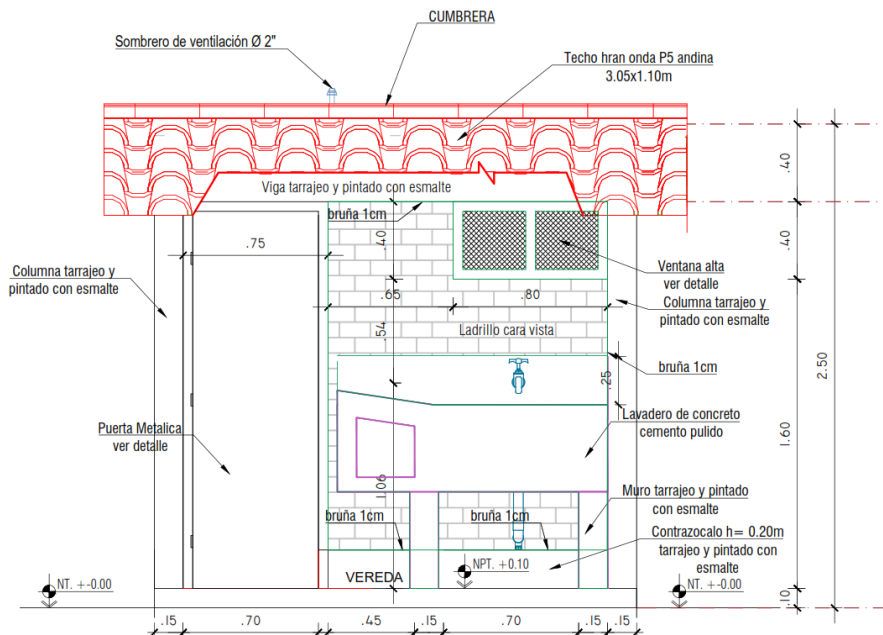 CUMBRERA
Sombrero de ventilación Ø 2"
Techo hran onda P5 andina
3.05x1.10m
.40
Viga tarrajeo y pintado con esmalte
bruña 1cm
.75
.40
.40
Columna tarrajeo y
pintado con esmalte
Ventana alta
ver detalle
.65
.80
Columna tarrajeo y
pintado con esmalte
.54
Ladrillo cara vista
bruña 1cm
2.50
.25
Lavadero de concreto
cemento pulido
Puerta Metalica
ver detalle
1.60
1.06
Muro tarrajeo y pintado
con esmalte
bruña 1cm
bruña 1cm
Contrazocalo h= 0.20m
tarrajeo y pintado con
esmalte
NPT. +0.10
VEREDA
NT. +-0.00
NT. +-0.00
.10
.15
.70
.45
.15
.70
.15
.15